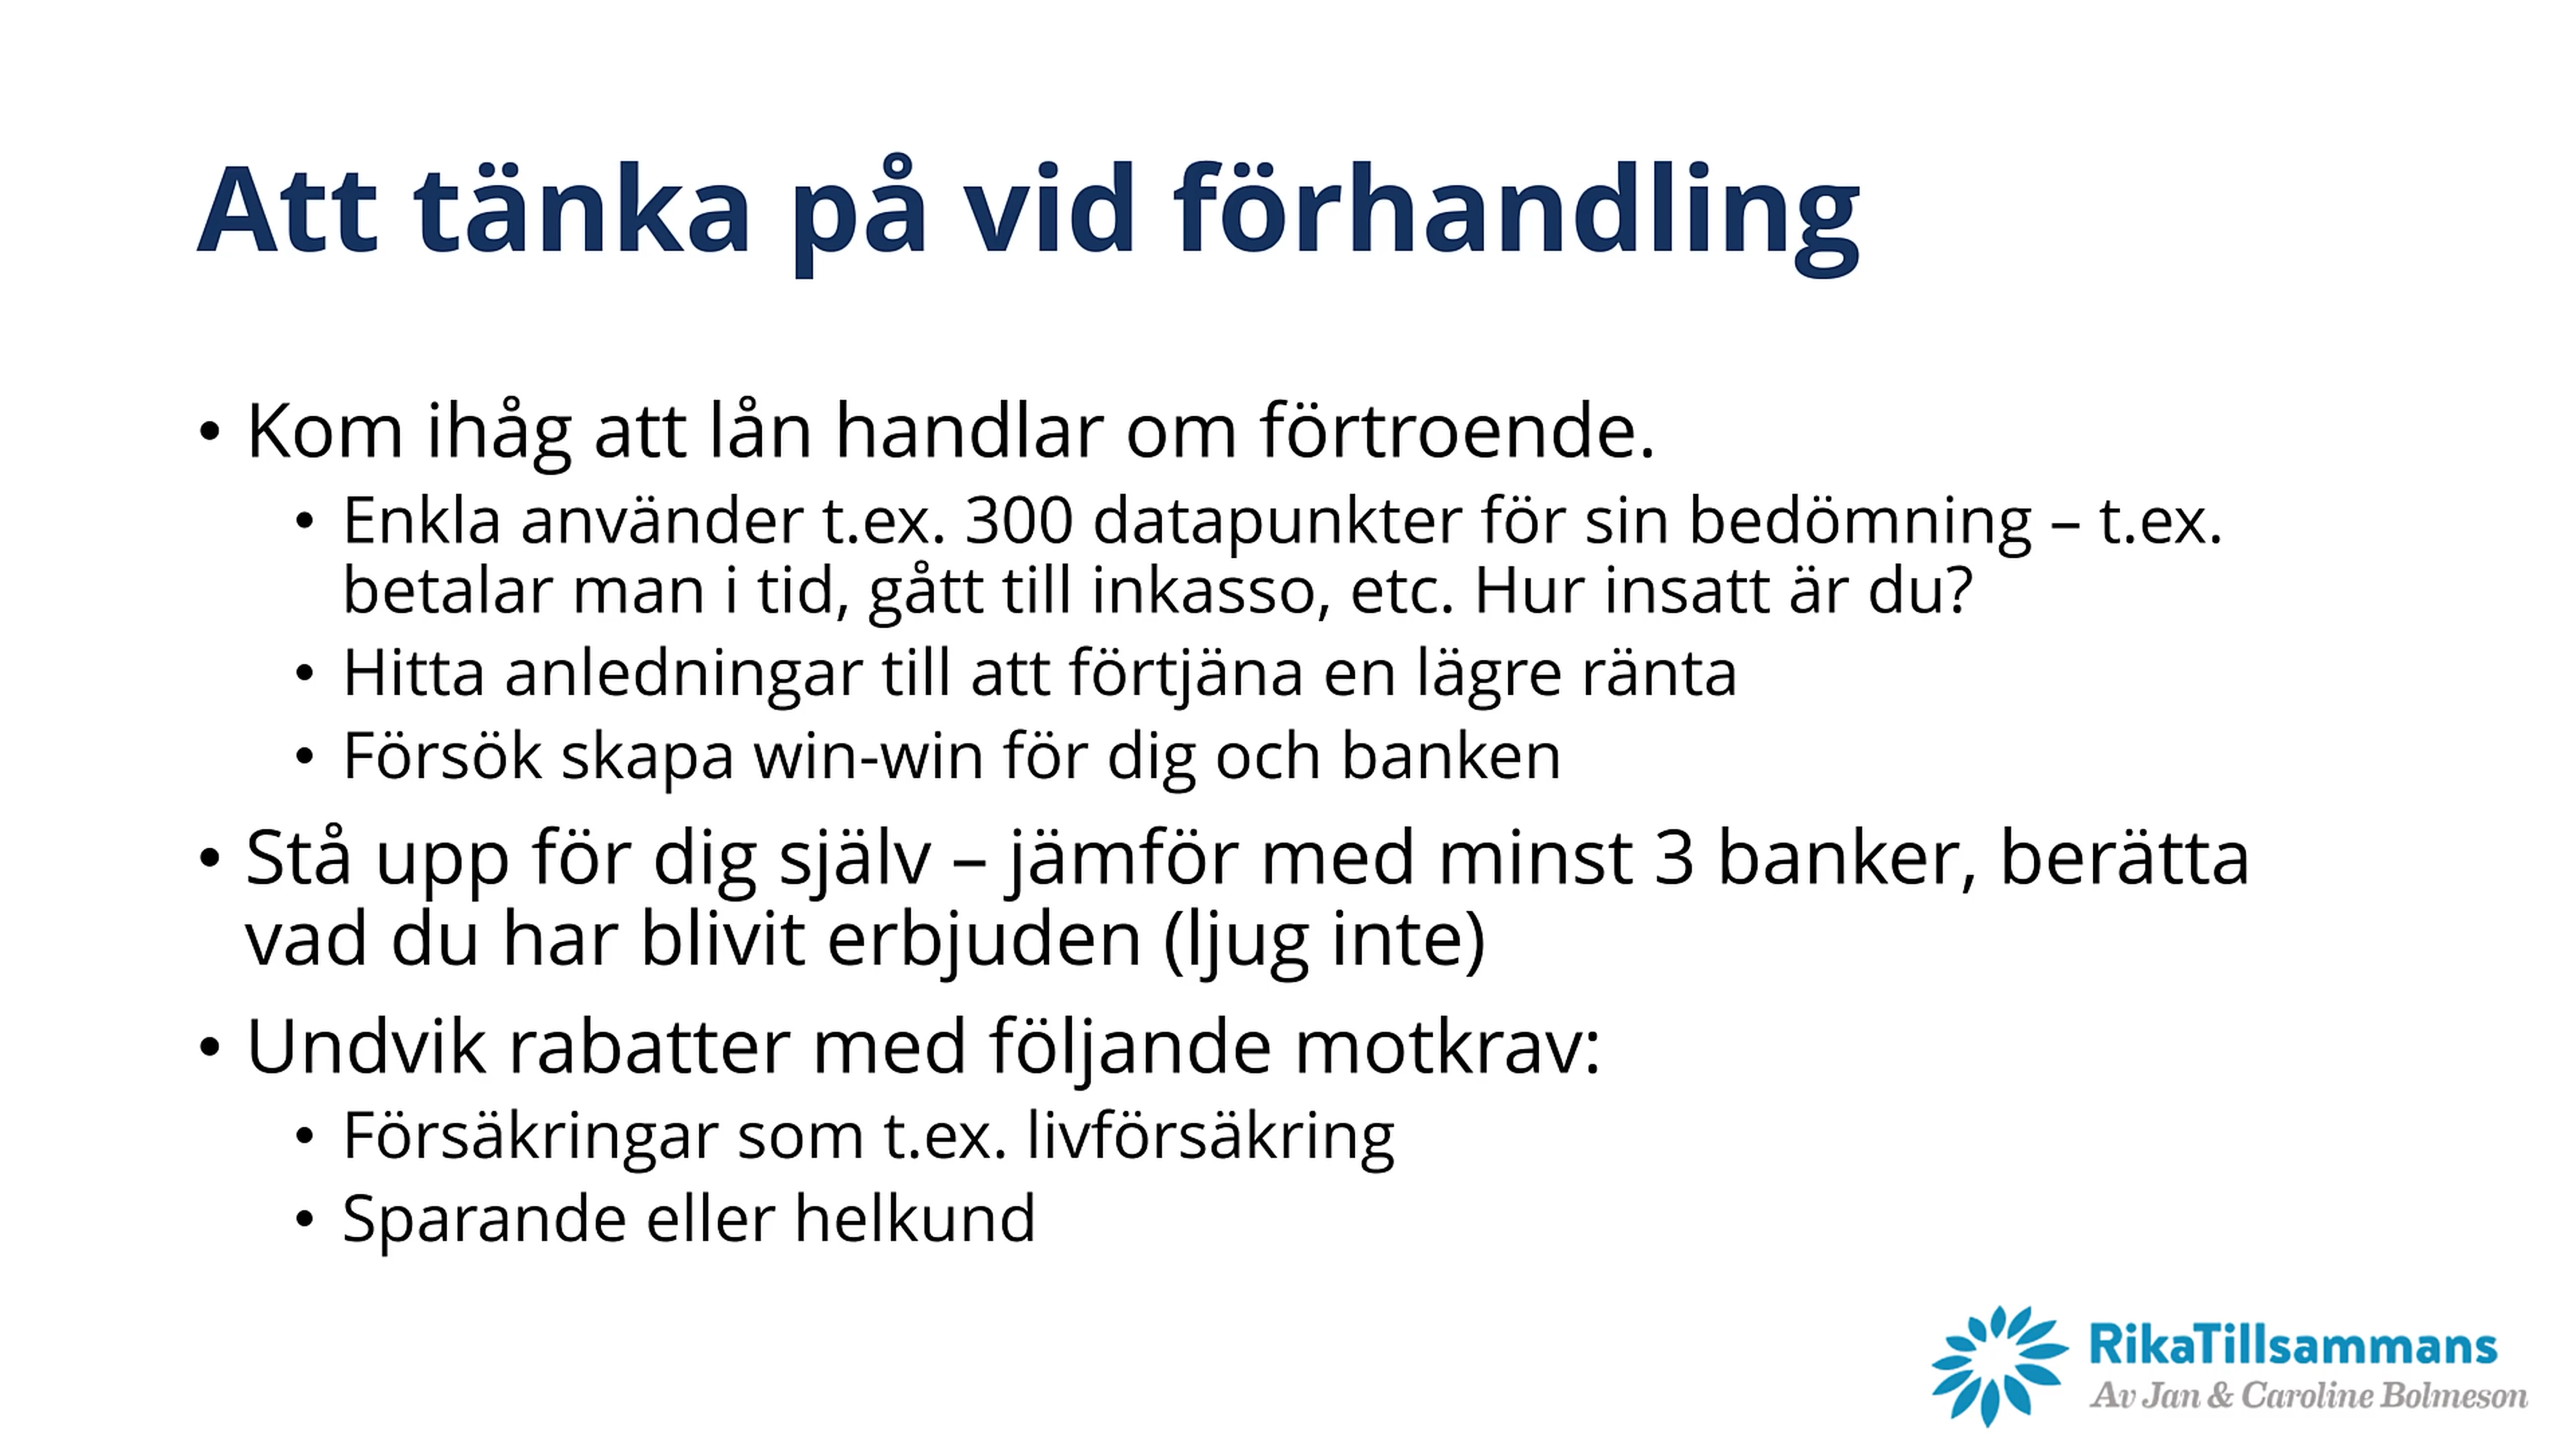 Att tänka på vid förhandling
• Kom ihåg att lån handlar om förtroende.
• Enkla använder t.ex. 300 datapunkter för sin bedömning – t.ex.
betalar man i tid, gått till inkasso, etc. Hur insatt är du?
• Hitta anledningar till att förtjäna en lägre ränta
• Försök skapa win-win för dig och banken
• Stå upp för dig själv – jämför med minst 3 banker, berätta
vad du har blivit erbjuden (ljug inte)
• Undvik rabatter med följande motkrav:
• Försäkringar som t.ex. livförsäkring
• Sparande eller helkund
RikaTillsammans
Av Jan & Caroline Bolmeson